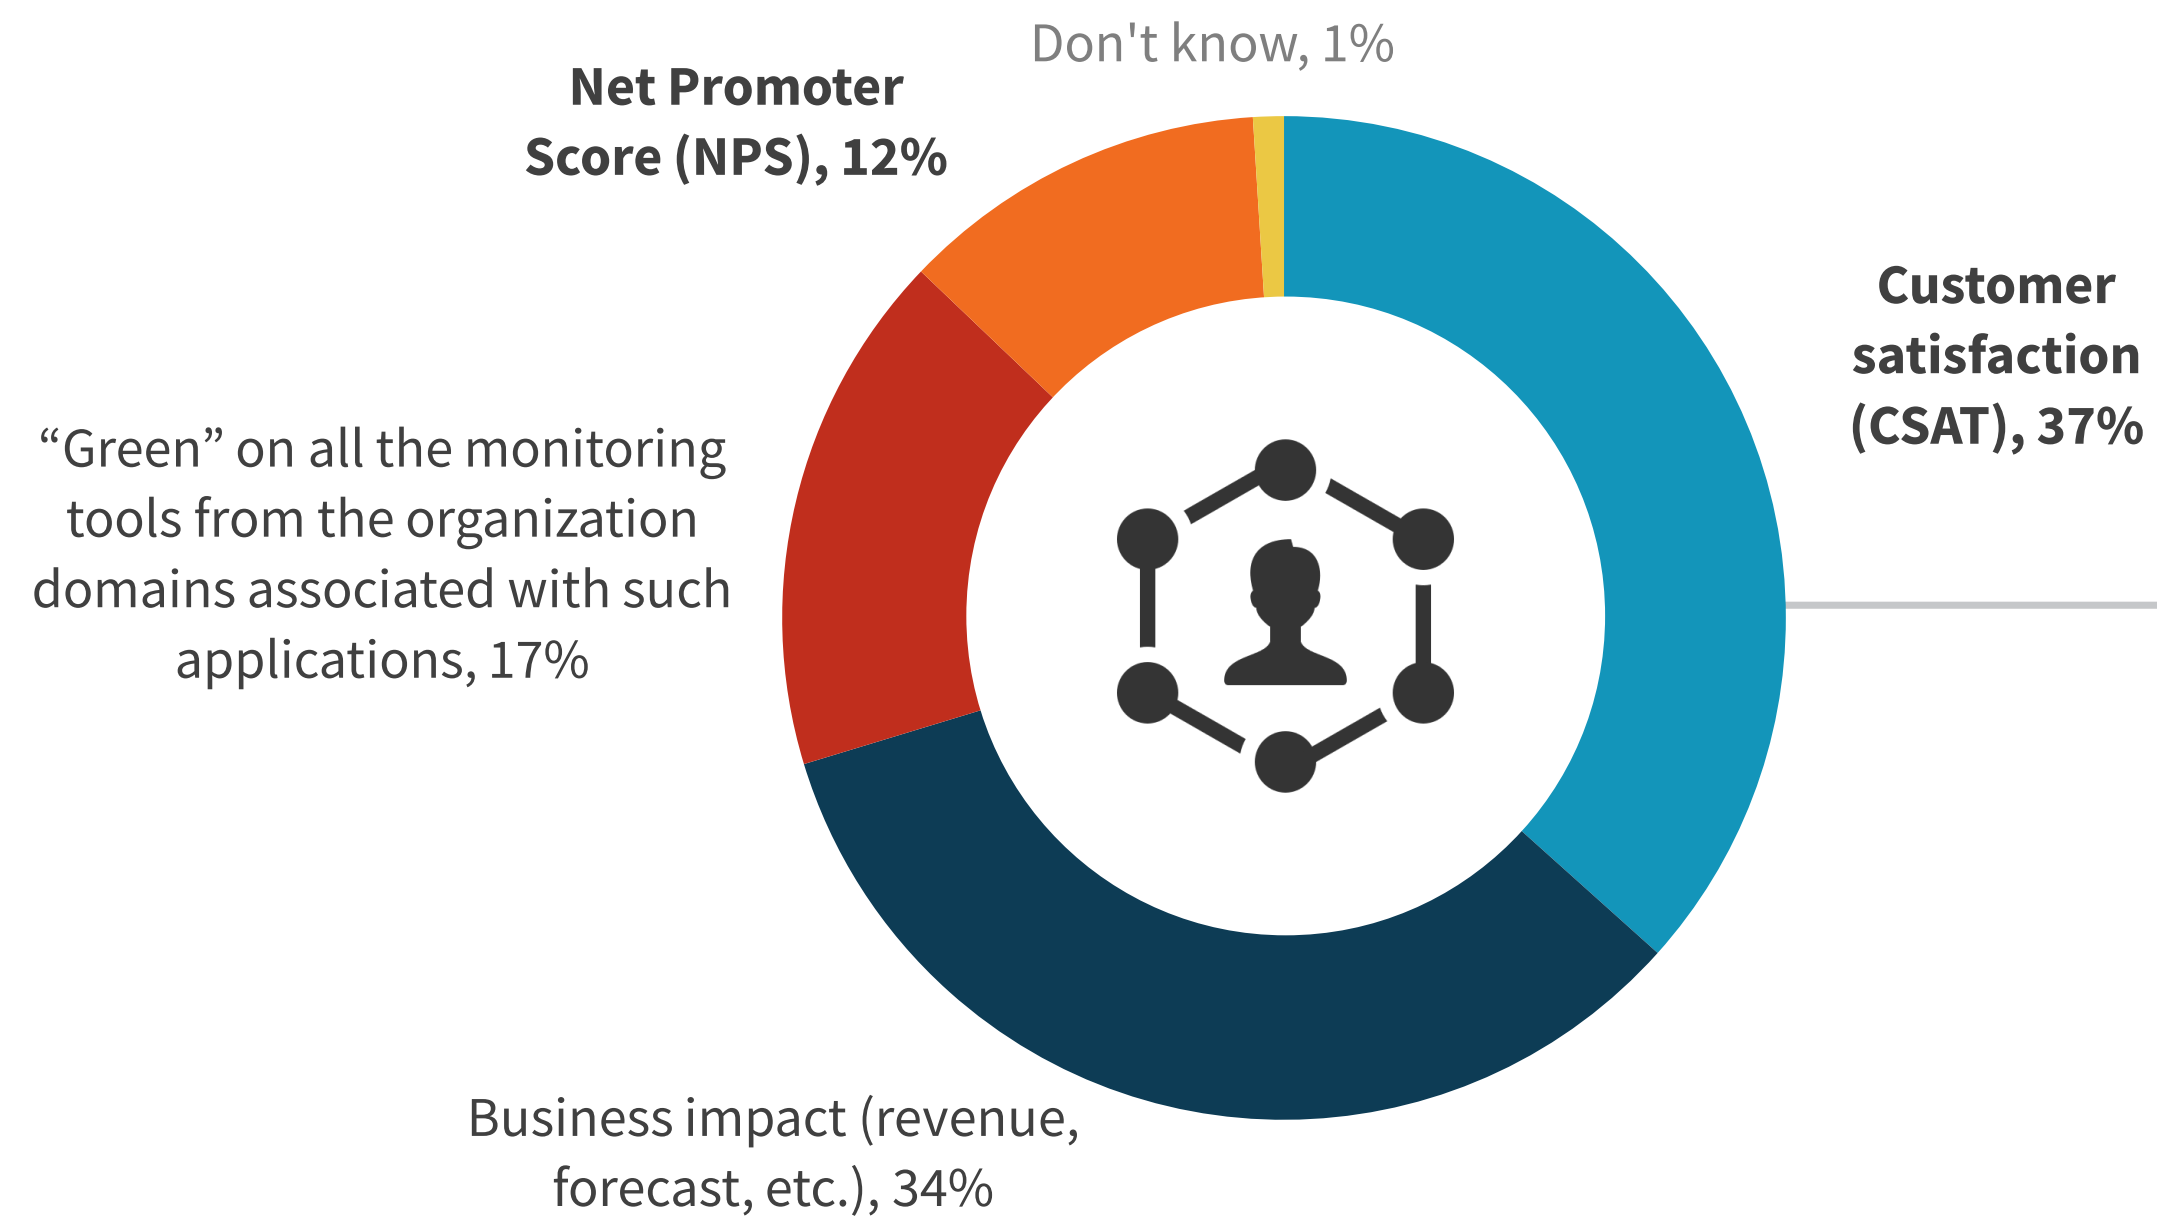 Don't know, 1%
Net Promoter
Score (NPS), 12%
Customer
satisfaction
(CSAT), 37%
“Green” on all the monitoring
tools from the organization
domains associated with such
applications, 17%
Business impact (revenue,
forecast, etc.), 34%